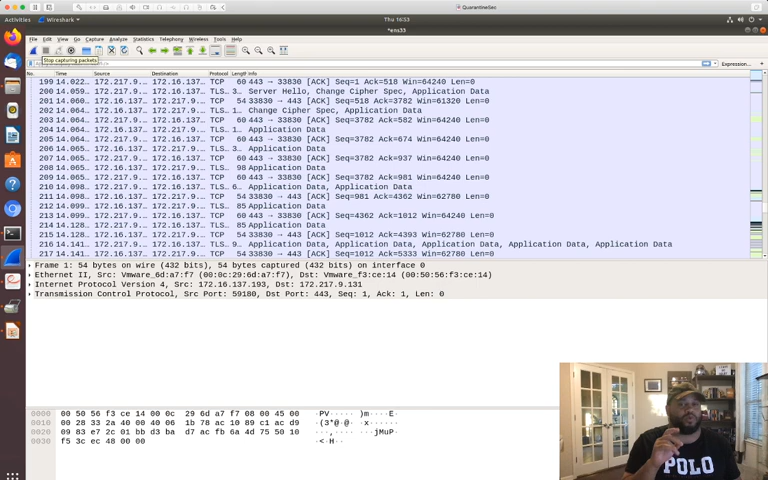 QuarantineSec
Activities Wireshark Thu 16:53
*ens33
File Edit View Go Capture Analyze Statistics Telephony Wireless Tools Help
Stop capturing packets
Expression...
No. Time Source Destination Protocol Length Info
199 14.022… 172.217.9.… 172.16.137… TCP 60 443 → 33830 [ACK] Seq=1 Ack=518 Win=64240 Len=0
200 14.059… 172.217.9.… 172.16.137… TLS… 3… Server Hello, Change Cipher Spec, Application Data
201 14.060… 172.16.137… 172.217.9.… TCP 54 33830 → 443 [ACK] Seq=518 Ack=3782 Win=61320 Len=0
202 14.064… 172.16.137… 172.217.9.… TLS… 1… Change Cipher Spec, Application Data
203 14.064… 172.217.9.… 172.16.137… TCP 60 443 → 33830 [ACK] Seq=3782 Ack=582 Win=64240 Len=0
204 14.064… 172.16.137… 172.217.9.… TLS… 1… Application Data
205 14.064… 172.217.9.… 172.16.137… TCP 60 443 → 33830 [ACK] Seq=3782 Ack=674 Win=64240 Len=0
206 14.065… 172.16.137… 172.217.9.… TLS… 3… Application Data
207 14.065… 172.217.9.… 172.16.137… TCP 60 443 → 33830 [ACK] Seq=3782 Ack=937 Win=64240 Len=0
208 14.065… 172.16.137… 172.217.9.… TLS… 98 Application Data
209 14.065… 172.217.9.… 172.16.137… TCP 60 443 → 33830 [ACK] Seq=3782 Ack=981 Win=64240 Len=0
210 14.098… 172.217.9.… 172.16.137… TLS… 6… Application Data, Application Data
211 14.098… 172.16.137… 172.217.9.… TCP 54 33830 → 443 [ACK] Seq=981 Ack=4362 Win=62780 Len=0
212 14.099… 172.16.137… 172.217.9.… TLS… 85 Application Data
213 14.099… 172.217.9.… 172.16.137… TCP 60 443 → 33830 [ACK] Seq=4362 Ack=1012 Win=64240 Len=0
214 14.128… 172.217.9.… 172.16.137… TLS… 85 Application Data
215 14.128… 172.16.137… 172.217.9.… TCP 54 33830 → 443 [ACK] Seq=1012 Ack=4393 Win=62780 Len=0
216 14.141… 172.217.9.… 172.16.137… TLS… 9… Application Data, Application Data, Application Data, Application Data, Application Data
217 14.141… 172.16.137… 172.217.9.… TCP 54 33830 → 443 [ACK] Seq=1012 Ack=5333 Win=62780 Len=0
Frame 1: 54 bytes on wire (432 bits), 54 bytes captured (432 bits) on interface 0
Ethernet II, Src: Vmware_6d:a7:f7 (00:0c:29:6d:a7:f7), Dst: Vmware_f3:ce:14 (00:50:56:f3:ce:14)
Internet Protocol Version 4, Src: 172.16.137.193, Dst: 172.217.9.131
Transmission Control Protocol, Src Port: 59180, Dst Port: 443, Seq: 1, Ack: 1, Len: 0
0000 00 50 56 f3 ce 14 00 0c 29 6d a7 f7 08 00 45 00 ·PV····· )m····E·
0010 00 28 33 2a 40 00 40 06 1b 78 ac 10 89 c1 ac d9 ·(3*@·@· ·x······
0020 09 83 e7 2c 01 bb d3 ba d7 ac fb 6a 4d 75 50 10 ···,···· ···jMuP·
0030 f5 3c ec 48 00 00 ·<·H··
POLO